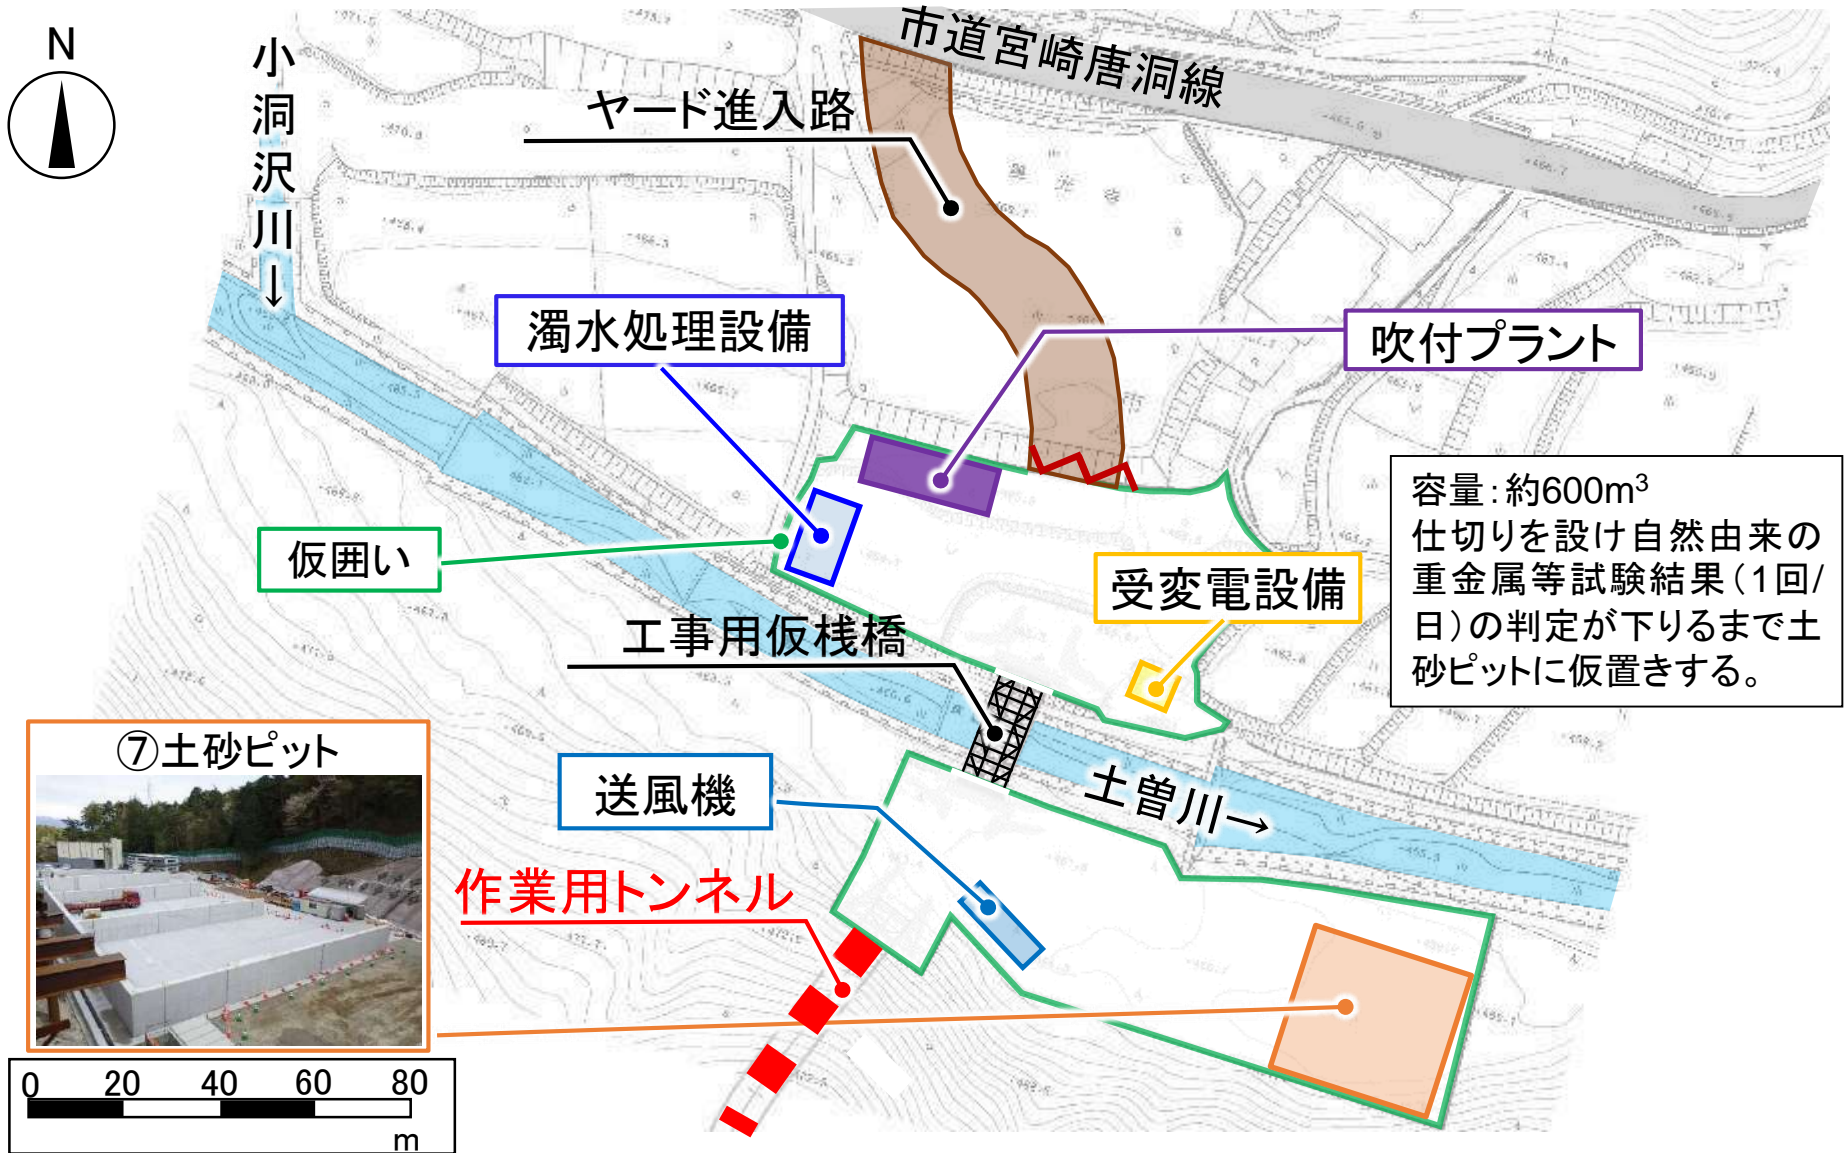 N
小洞沢川↓
市道宮崎唐洞線
ヤード進入路
濁水処理設備
吹付プラント
容量：約600m³
仕切りを設け自然由来の
重金属等試験結果（1回/
日）の判定が下りるまで土
砂ピットに仮置きする。
仮囲い
受変電設備
工事用仮桟橋
⑦土砂ピット
送風機
土曽川→
作業用トンネル
0 20 40 60 80
m